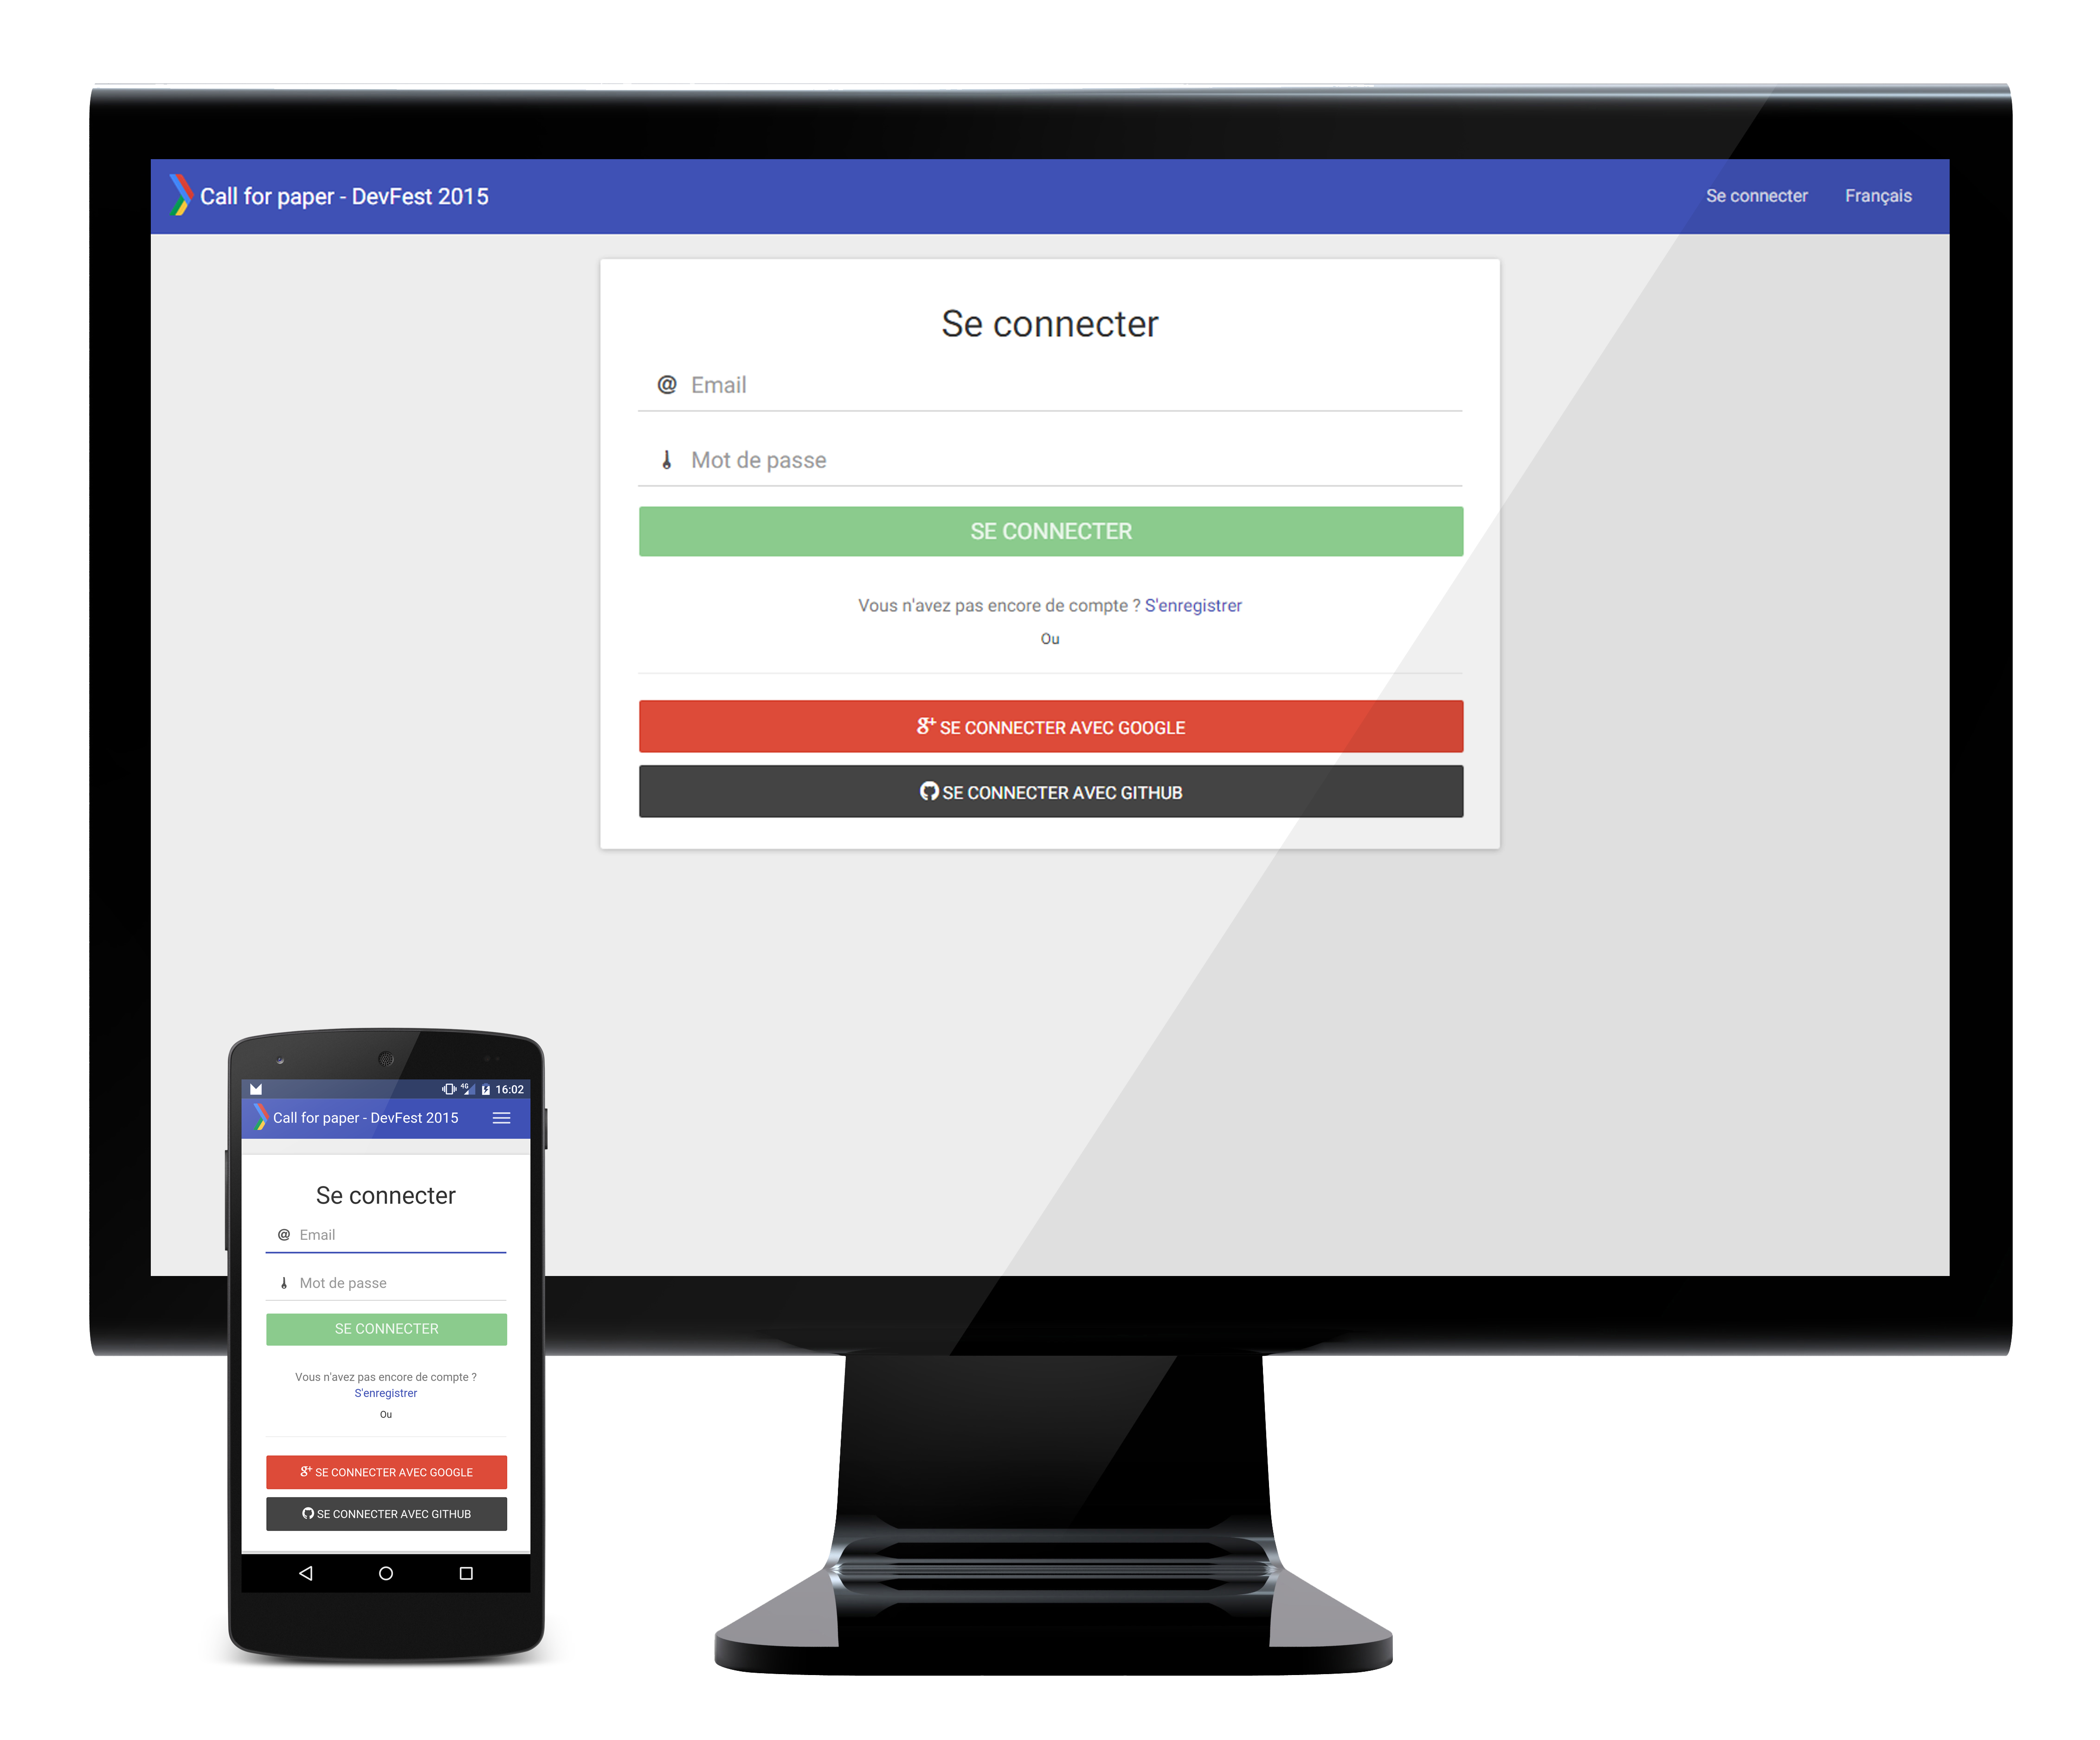 Call for paper - DevFest 2015
Se connecter
Français
Se connecter
@ Email
Mot de passe
SE CONNECTER
Vous n'avez pas encore de compte ? S'enregistrer
Ou
g+ SE CONNECTER AVEC GOOGLE
SE CONNECTER AVEC GITHUB
4G 16:02
Call for paper - DevFest 2015
Se connecter
@ Email
Mot de passe
SE CONNECTER
Vous n'avez pas encore de compte ?
S'enregistrer
Ou
g+ SE CONNECTER AVEC GOOGLE
SE CONNECTER AVEC GITHUB